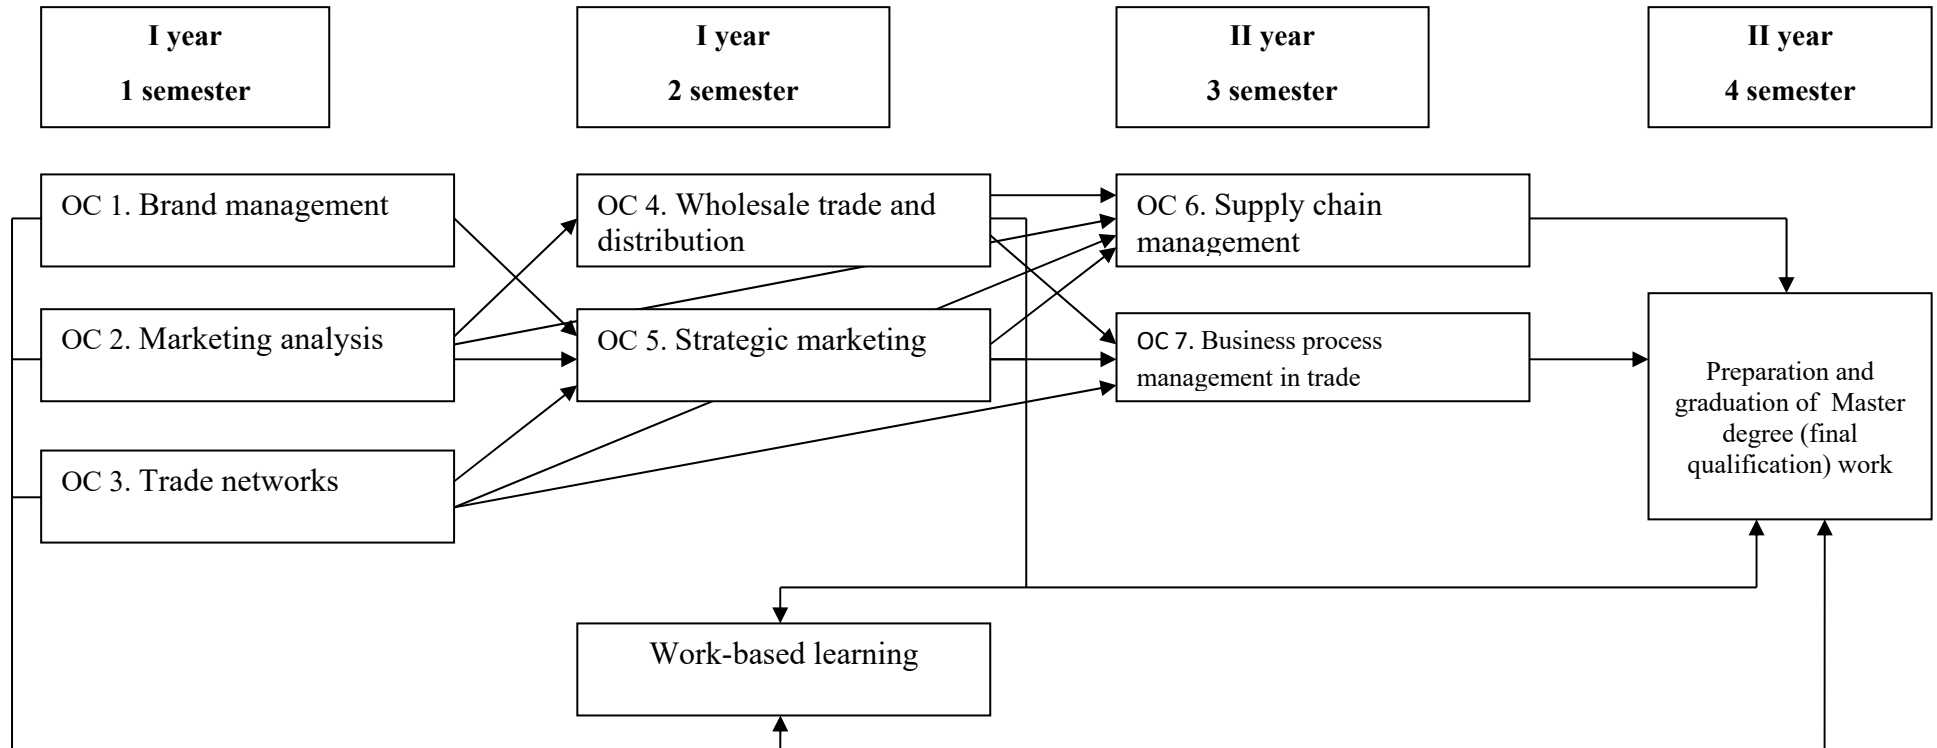 I year
1 semester
I year
2 semester
II year
3 semester
II year
4 semester
OC 1. Brand management
OC 4. Wholesale trade and
distribution
OC 6. Supply chain
management
OC 2. Marketing analysis
OC 5. Strategic marketing
OC 7. Business process
management in trade
Preparation and
graduation of Master
degree (final
qualification) work
OC 3. Trade networks
Work-based learning